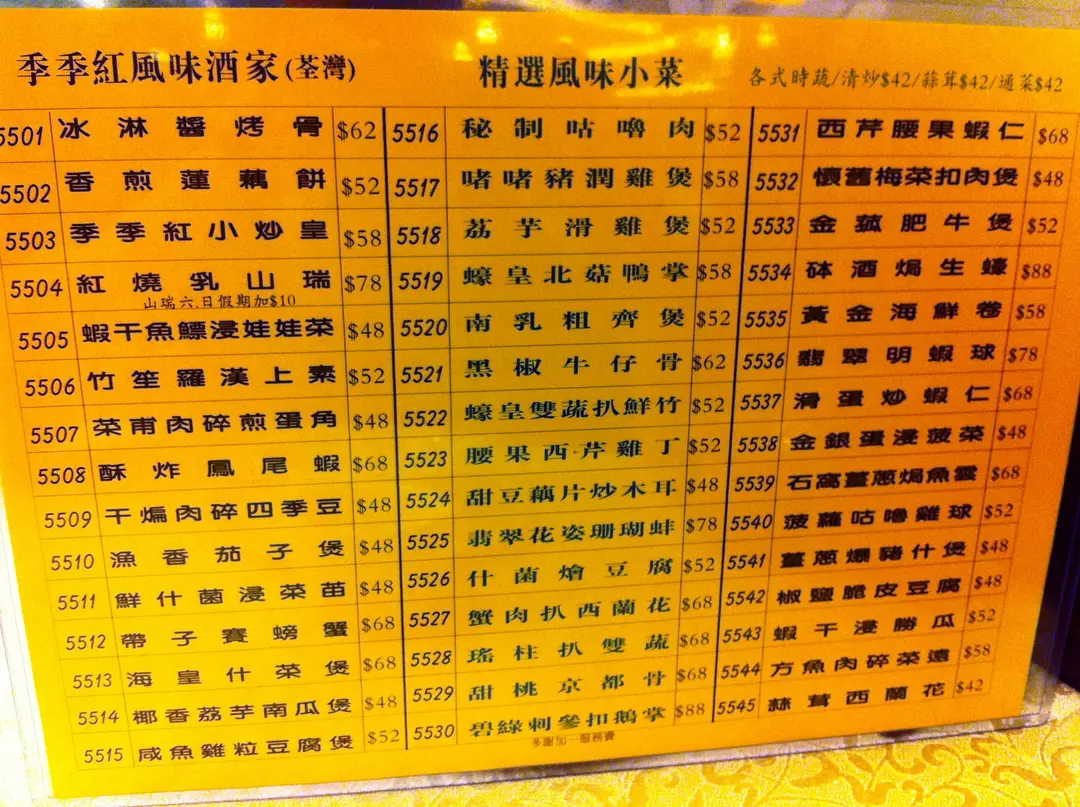 季季紅風味酒家(荃灣)
精選風味小菜
各式時蔬/清炒$42/蒜茸$42/通菜$42
5501 冰淋醬烤骨 $62
5502 香煎蓮藕餅 $52
5503 季季紅小炒皇 $58
5504 紅燒乳山瑞 $78
山瑞六.日假期加$10
5505 蝦干魚鰾浸娃娃菜 $48
5506 竹笙羅漢上素 $52
5507 菜甫肉碎煎蛋角 $48
5508 酥炸鳳尾蝦 $68
5509 干煸肉碎四季豆 $48
5510 漁香茄子煲 $48
5511 鮮什菌浸菜苗 $48
5512 帶子賽螃蟹 $68
5513 海皇什菜煲 $68
5514 椰香荔芋南瓜煲 $48
5515 咸魚雞粒豆腐煲 $52
5516 秘制咕嚕肉 $52
5517 啫啫豬潤雞煲 $58
5518 荔芋滑雞煲 $52
5519 蠔皇北菇鴨掌 $58
5520 南乳粗齊煲 $52
5521 黑椒牛仔骨 $62
5522 蠔皇雙蔬扒鮮竹 $52
5523 腰果西芹雞丁 $52
5524 甜豆藕片炒木耳 $48
5525 翡翠花姿珊瑚蚌 $78
5526 什菌燴豆腐 $52
5527 蟹肉扒西蘭花 $68
5528 瑤柱扒雙蔬 $68
5529 甜桃京都骨 $68
5530 碧綠刺參扣鵝掌 $88
5531 西芹腰果蝦仁 $68
5532 懷舊梅菜扣肉煲 $48
5533 金菰肥牛煲 $52
5534 砵酒焗生蠔 $88
5535 黃金海鮮卷 $58
5536 翡翠明蝦球 $78
5537 滑蛋炒蝦仁 $68
5538 金銀蛋浸菠菜 $48
5539 石窩薑蔥焗魚雲 $68
5540 菠蘿咕嚕雞球 $52
5541 薑蔥爆豬什煲 $48
5542 椒鹽脆皮豆腐 $48
5543 蝦干浸勝瓜 $52
5544 方魚肉碎菜遠 $58
5545 蒜茸西蘭花 $42